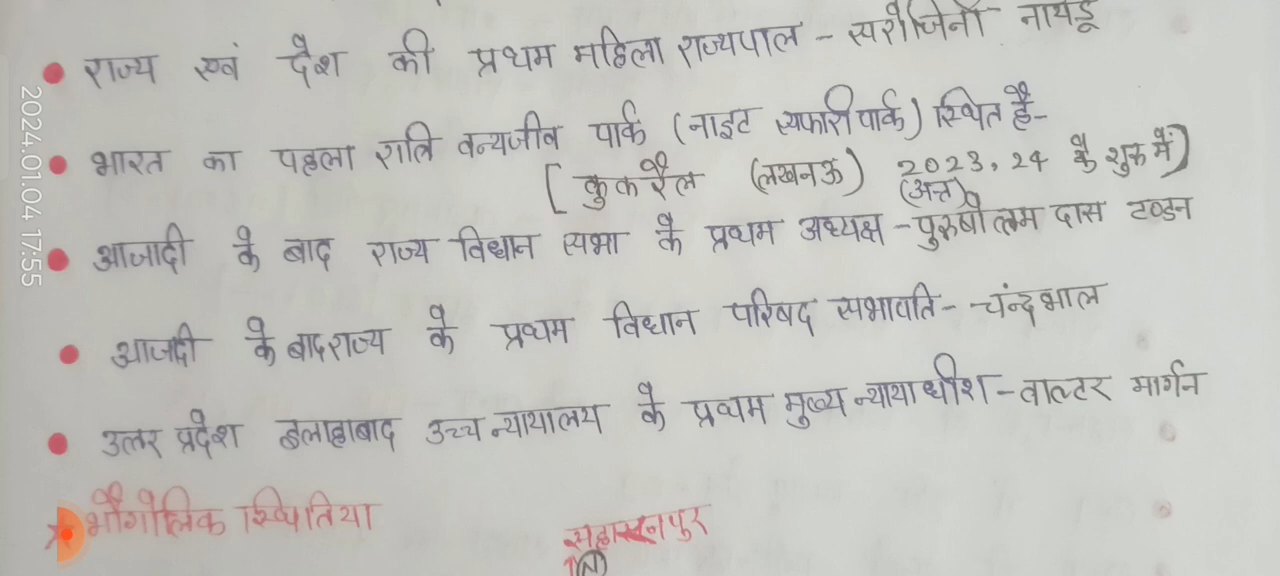 राज्य एवं देश की प्रथम महिला राज्यपाल - सरोजिनी नायडू
भारत का पहला रात्रि वन्यजीव पार्क (नाइट सफारी पार्क) स्थित है-
[कुकरैल (लखनऊ) 2023,24 के शुरू में)
(अन्त)
आजादी के बाद राज्य विधान सभा के प्रथम अध्यक्ष - पुरुषोत्तम दास टण्डन
आजदी के बाद राज्य के प्रथम विधान परिषद सभापति - चंन्द्रभाल
उत्तर प्रदेश इलाहाबाद उच्च न्यायालय के प्रथम मुख्य न्यायाधीश - वाल्टर मार्गन
भौगोलिक स्थितिया
सहारनपुर
(N)
2024.01.04 17:55